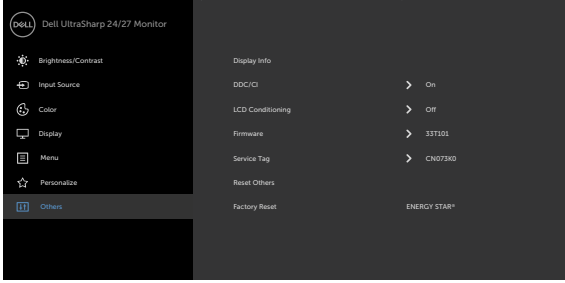 DELL
Dell UltraSharp 24/27 Monitor
Brightness/Contrast
Display Info
Input Source
DDC/CI
On
Color
LCD Conditioning
Off
Display
Firmware
33T101
Menu
Service Tag
CN073K0
Personalize
Reset Others
Others
Factory Reset
ENERGY STAR®